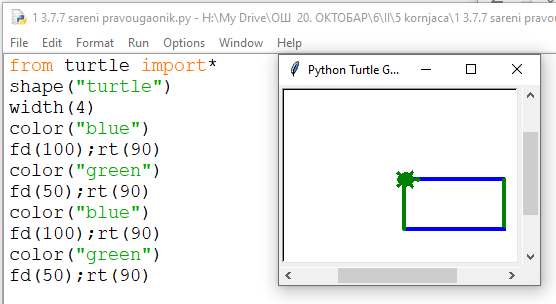 1 3.7.7 sareni pravougaonik.py - H:\My Drive\ОШ 20. ОКТОБАР\6\II\5 kornjaca\1 3.7.7 sareni pravougaon
File Edit Format Run Options Window Help
from turtle import*
shape("turtle")
width(4)
color("blue")
fd(100);rt(90)
color("green")
fd(50);rt(90)
color("blue")
fd(100);rt(90)
color("green")
fd(50);rt(90)
Python Turtle G...